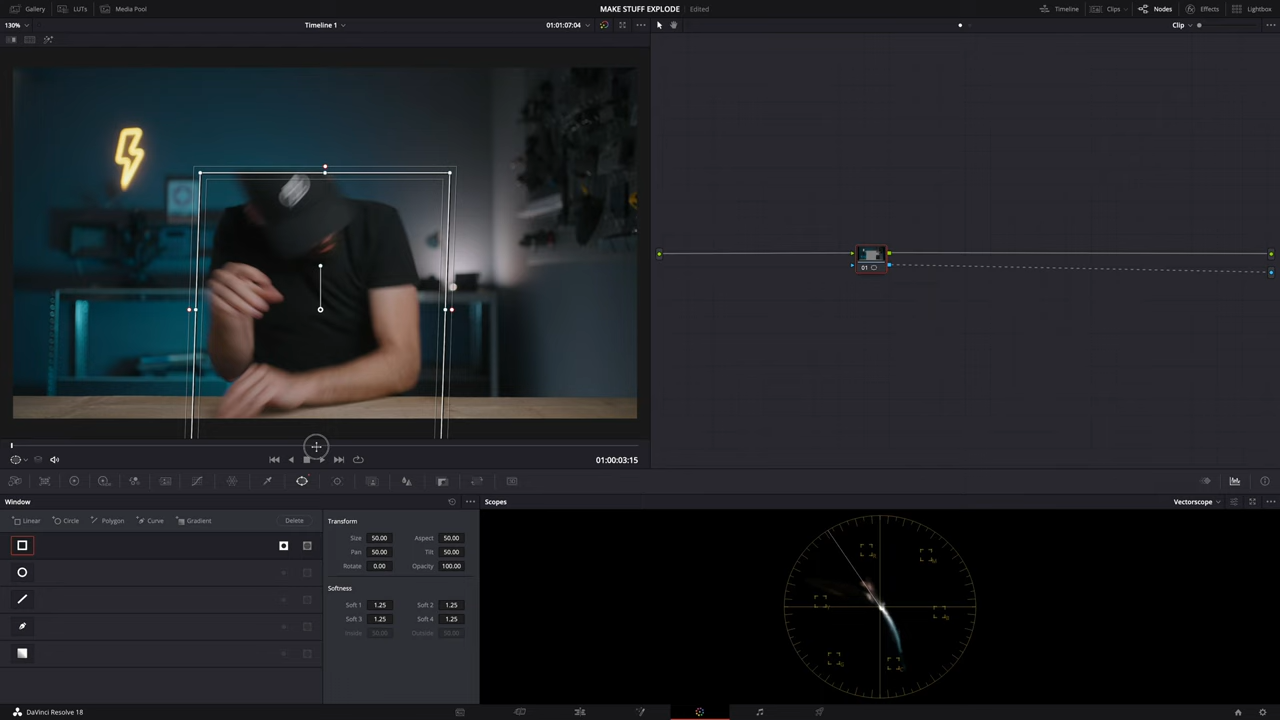 Gallery LUTs Media Pool MAKE STUFF EXPLODE Edited Timeline Clips Nodes Effects Lightbox
130% Timeline 1 01:01:07:04 Clip
01
01:00:03:15
Window Scopes Vectorscope
Linear Circle Polygon Curve Gradient Delete
Transform
Size 50.00 Aspect 50.00
Pan 50.00 Tilt 50.00
Rotate 0.00 Opacity 100.00
Softness
Soft 1 1.25 Soft 2 1.25
Soft 3 1.25 Soft 4 1.25
Inside 50.00 Outside 50.00
DaVinci Resolve 18